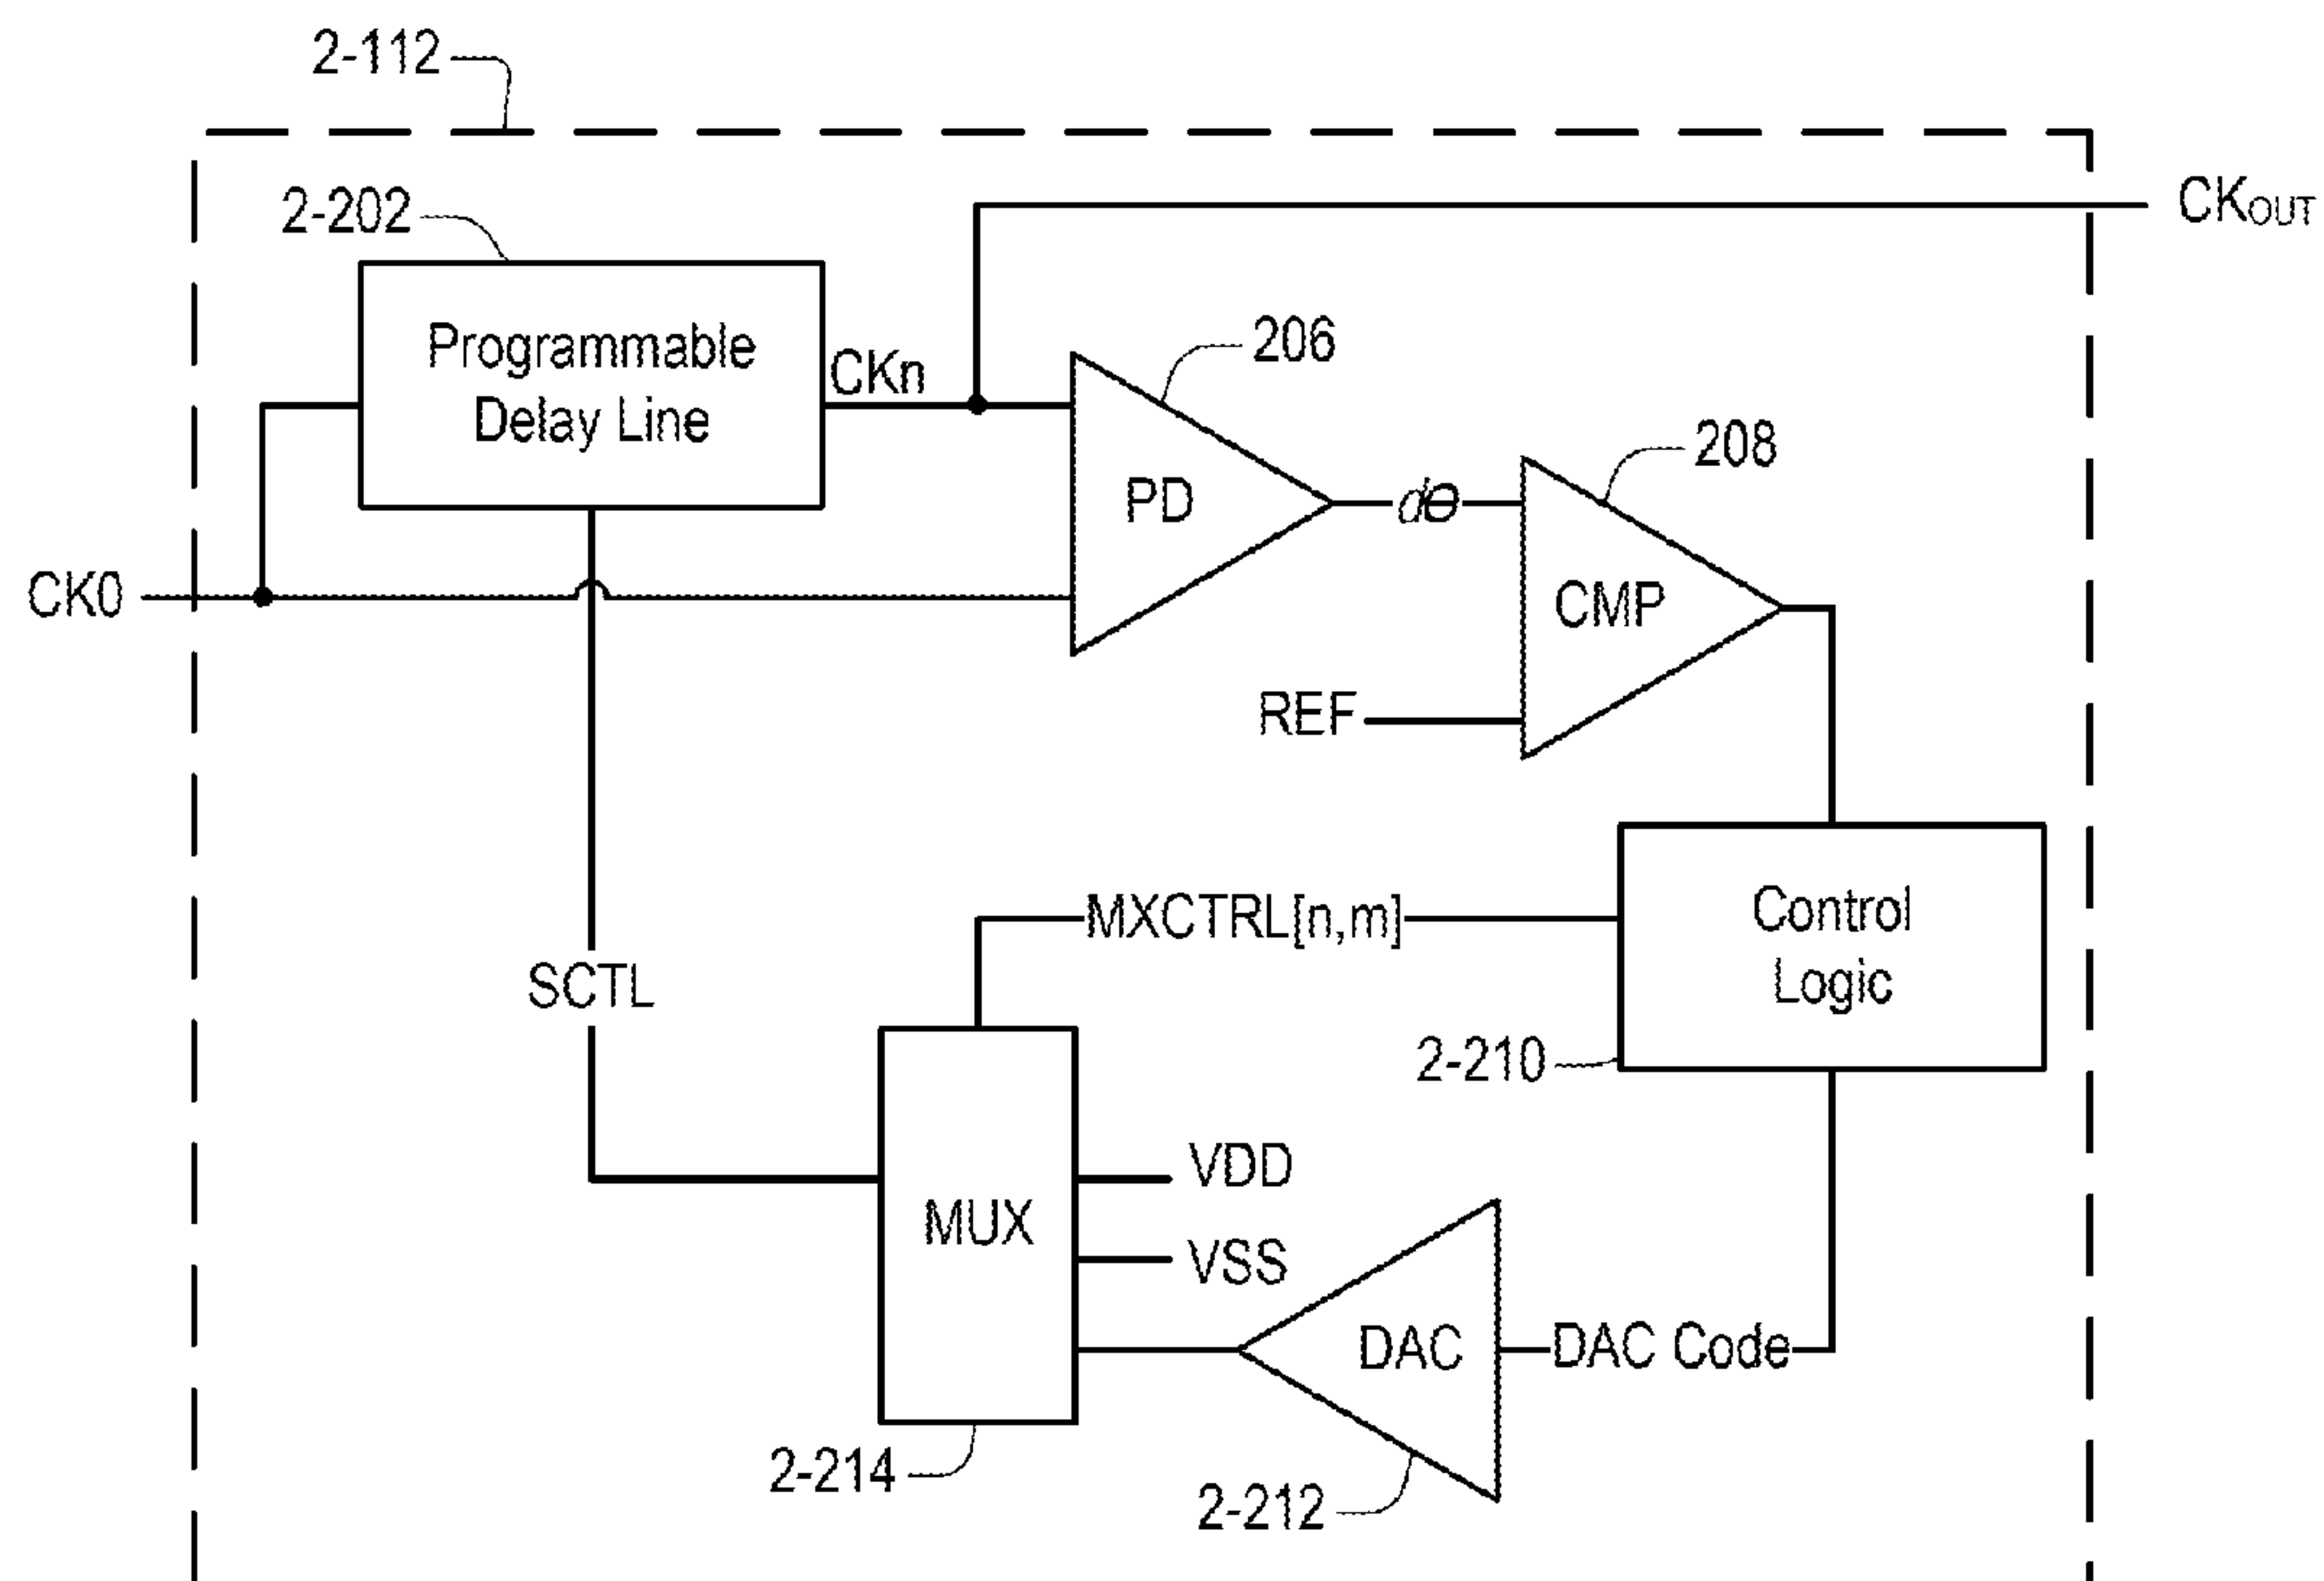 2-112
CKOUT
2-202
Programmable
Delay Line
CKn
206
208
PD
dΘ
CK0
CMP
REF
MXCTRL[n,m]
Control
Logic
SCTL
2-210
VDD
MUX
VSS
DAC
DAC Code
2-214
2-212